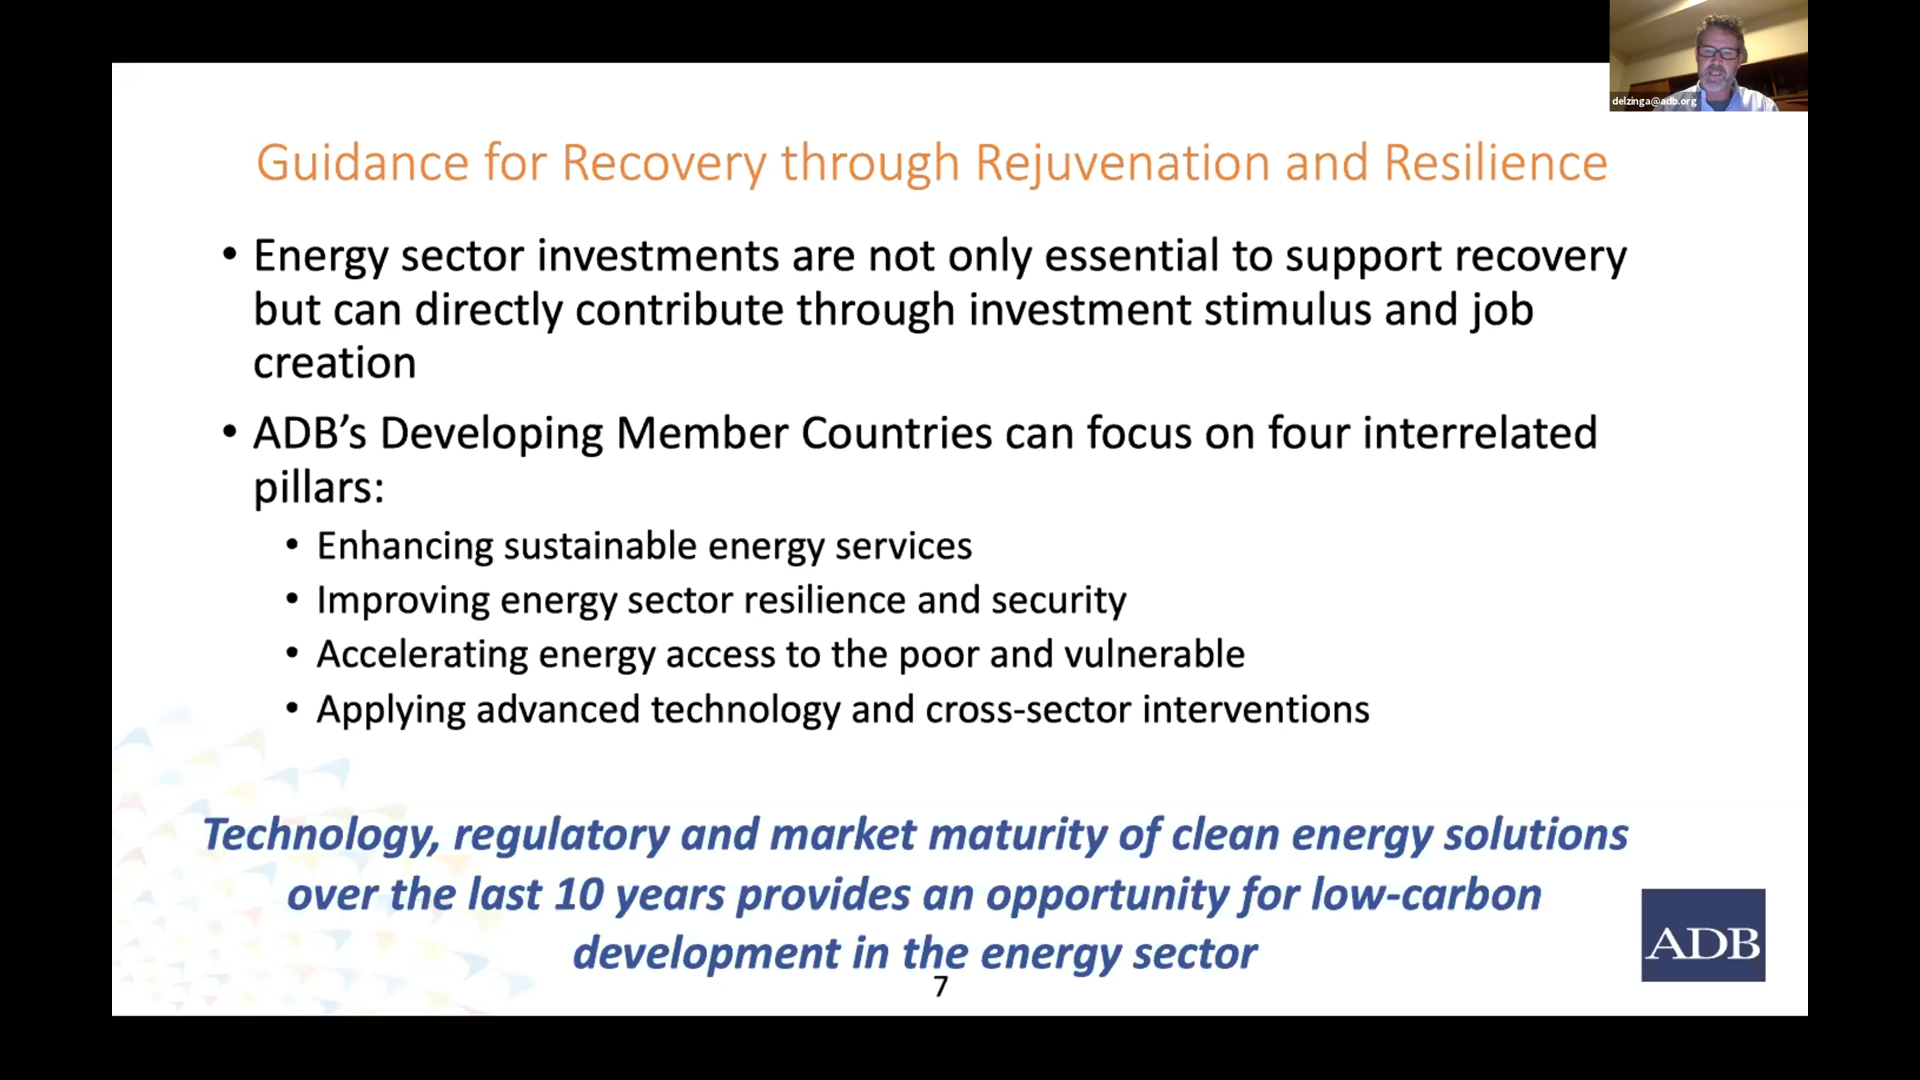 delzinga@adb.org
Guidance for Recovery through Rejuvenation and Resilience
• Energy sector investments are not only essential to support recovery
but can directly contribute through investment stimulus and job
creation
• ADB’s Developing Member Countries can focus on four interrelated
pillars:
• Enhancing sustainable energy services
• Improving energy sector resilience and security
• Accelerating energy access to the poor and vulnerable
• Applying advanced technology and cross-sector interventions
Technology, regulatory and market maturity of clean energy solutions
over the last 10 years provides an opportunity for low-carbon
development in the energy sector
ADB
7